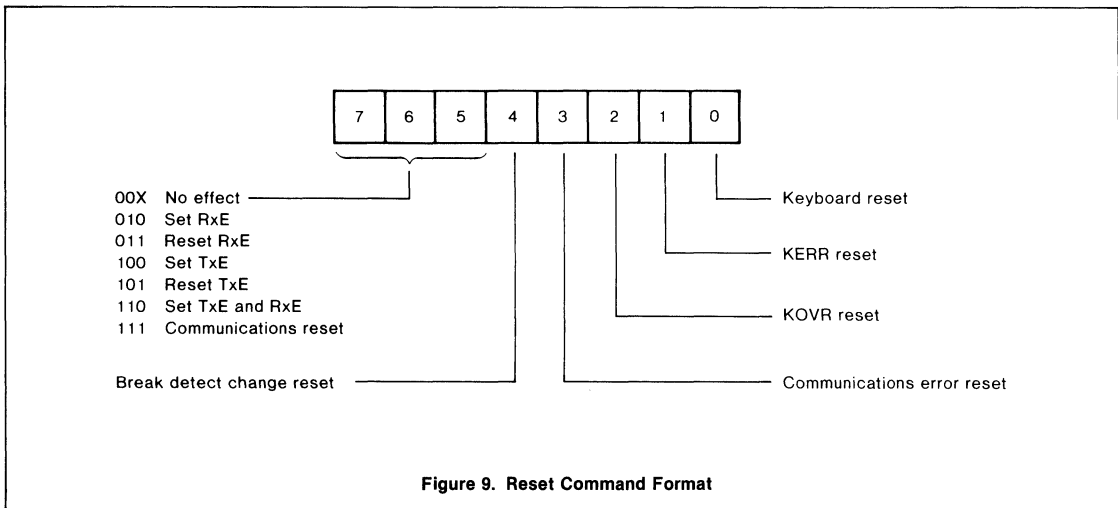 7 6 5 4 3 2 1 0
00X No effect
010 Set RxE
011 Reset RxE
100 Set TxE
101 Reset TxE
110 Set TxE and RxE
111 Communications reset
Break detect change reset
Keyboard reset
KERR reset
KOVR reset
Communications error reset
Figure 9. Reset Command Format